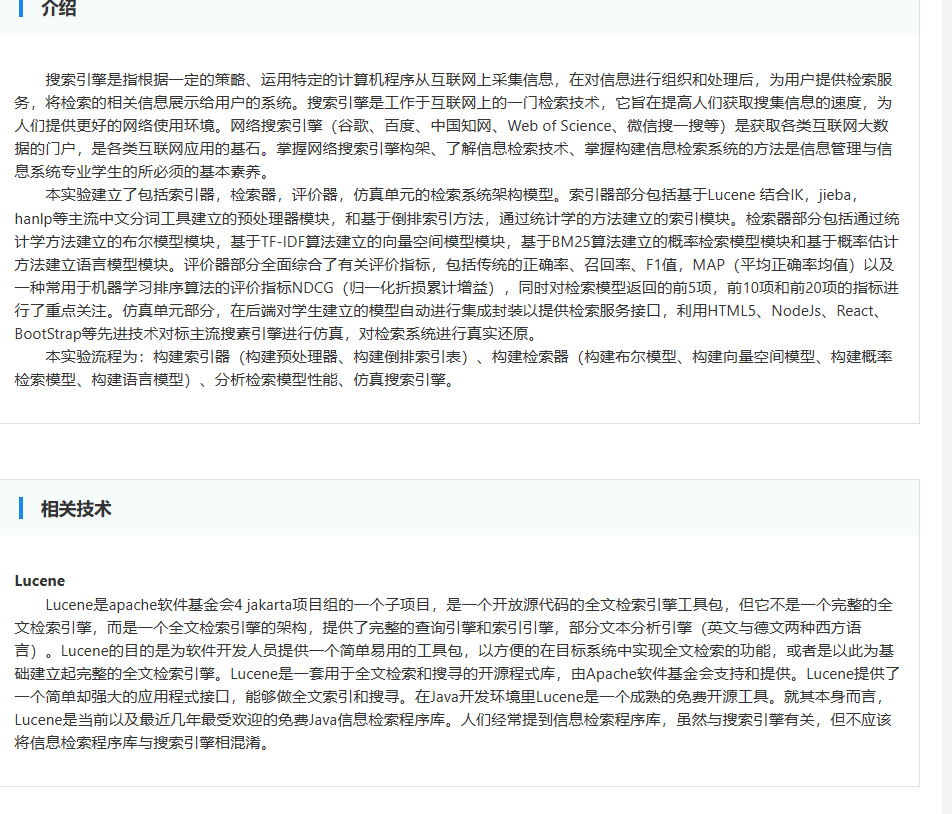 介绍
搜索引擎是指根据一定的策略、运用特定的计算机程序从互联网上采集信息，在对信息进行组织和处理后，为用户提供检索服
务，将检索的相关信息展示给用户的系统。搜索引擎是工作于互联网上的一门检索技术，它旨在提高人们获取搜集信息的速度，为
人们提供更好的网络使用环境。网络搜索引擎（谷歌、百度、中国知网、Web of Science、微信搜一搜等）是获取各类互联网大数
据的门户，是各类互联网应用的基石。掌握网络搜索引擎构架、了解信息检索技术、掌握构建信息检索系统的方法是信息管理与信
息系统专业学生的所必须的基本素养。
本实验建立了包括索引器，检索器，评价器，仿真单元的检索系统架构模型。索引器部分包括基于Lucene 结合IK，jieba，
hanlp等主流中文分词工具建立的预处理器模块，和基于倒排索引方法，通过统计学的方法建立的索引模块。检索器部分包括通过统
计学方法建立的布尔模型模块，基于TF-IDF算法建立的向量空间模型模块，基于BM25算法建立的概率检索模型模块和基于概率估计
方法建立语言模型模块。评价器部分全面综合了有关评价指标，包括传统的正确率、召回率、F1值，MAP（平均正确率均值）以及
一种常用于机器学习排序算法的评价指标NDCG（归一化折损累计增益），同时对检索模型返回的前5项，前10项和前20项的指标进
行了重点关注。仿真单元部分，在后端对学生建立的模型自动进行集成封装以提供检索服务接口，利用HTML5、NodeJs、React、
BootStrap等先进技术对标主流搜素引擎进行仿真，对检索系统进行真实还原。
本实验流程为：构建索引器（构建预处理器、构建倒排索引表）、构建检索器（构建布尔模型、构建向量空间模型、构建概率
检索模型、构建语言模型）、分析检索模型性能、仿真搜索引擎。
相关技术
Lucene
Lucene是apache软件基金会4 jakarta项目组的一个子项目，是一个开放源代码的全文检索引擎工具包，但它不是一个完整的全
文检索引擎，而是一个全文检索引擎的架构，提供了完整的查询引擎和索引引擎，部分文本分析引擎（英文与德文两种西方语
言）。Lucene的目的是为软件开发人员提供一个简单易用的工具包，以方便的在目标系统中实现全文检索的功能，或者是以此为基
础建立起完整的全文检索引擎。Lucene是一套用于全文检索和搜寻的开源程式库，由Apache软件基金会支持和提供。Lucene提供了
一个简单却强大的应用程式接口，能够做全文索引和搜寻。在Java开发环境里Lucene是一个成熟的免费开源工具。就其本身而言，
Lucene是当前以及最近几年最受欢迎的免费Java信息检索程序库。人们经常提到信息检索程序库，虽然与搜索引擎有关，但不应该
将信息检索程序库与搜索引擎相混淆。